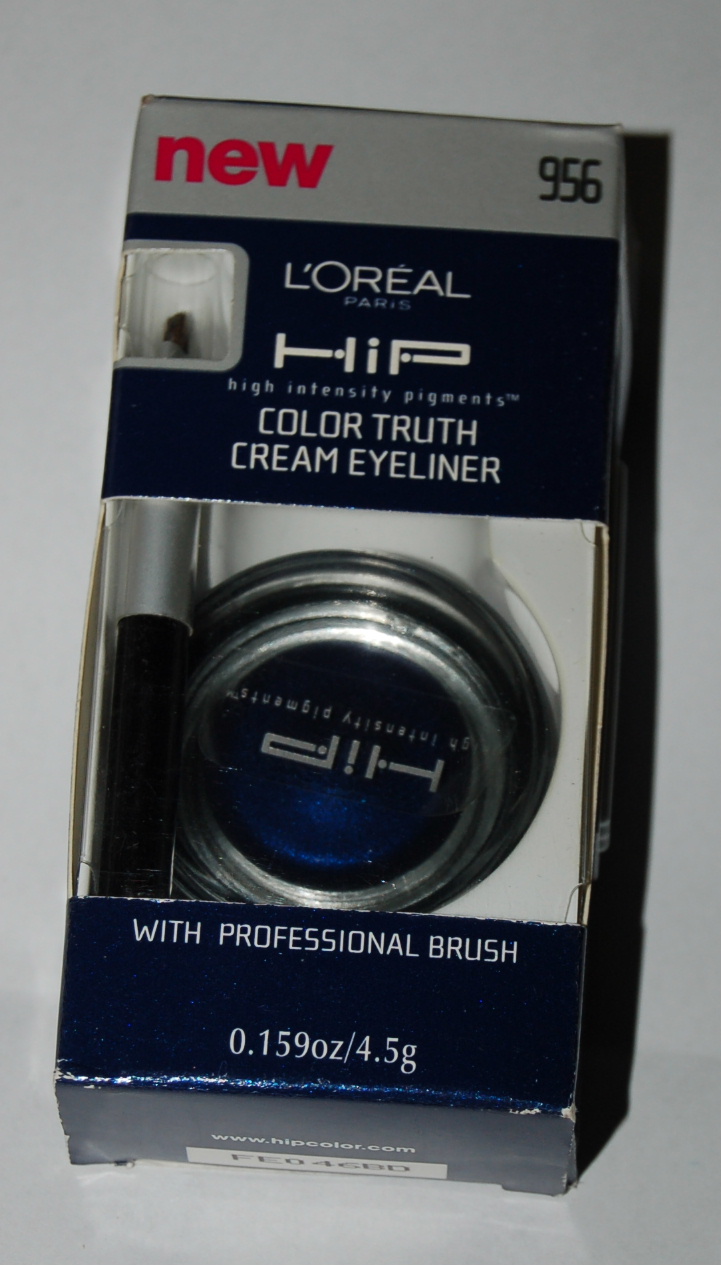 new
956
L'ORÉAL
PARIS
HiP
high intensity pigments™
COLOR TRUTH
CREAM EYELINER
HiP
gh intensity pigments™
WITH PROFESSIONAL BRUSH
0.159oz/4.5g
www.hipcolor.com
FE046BD